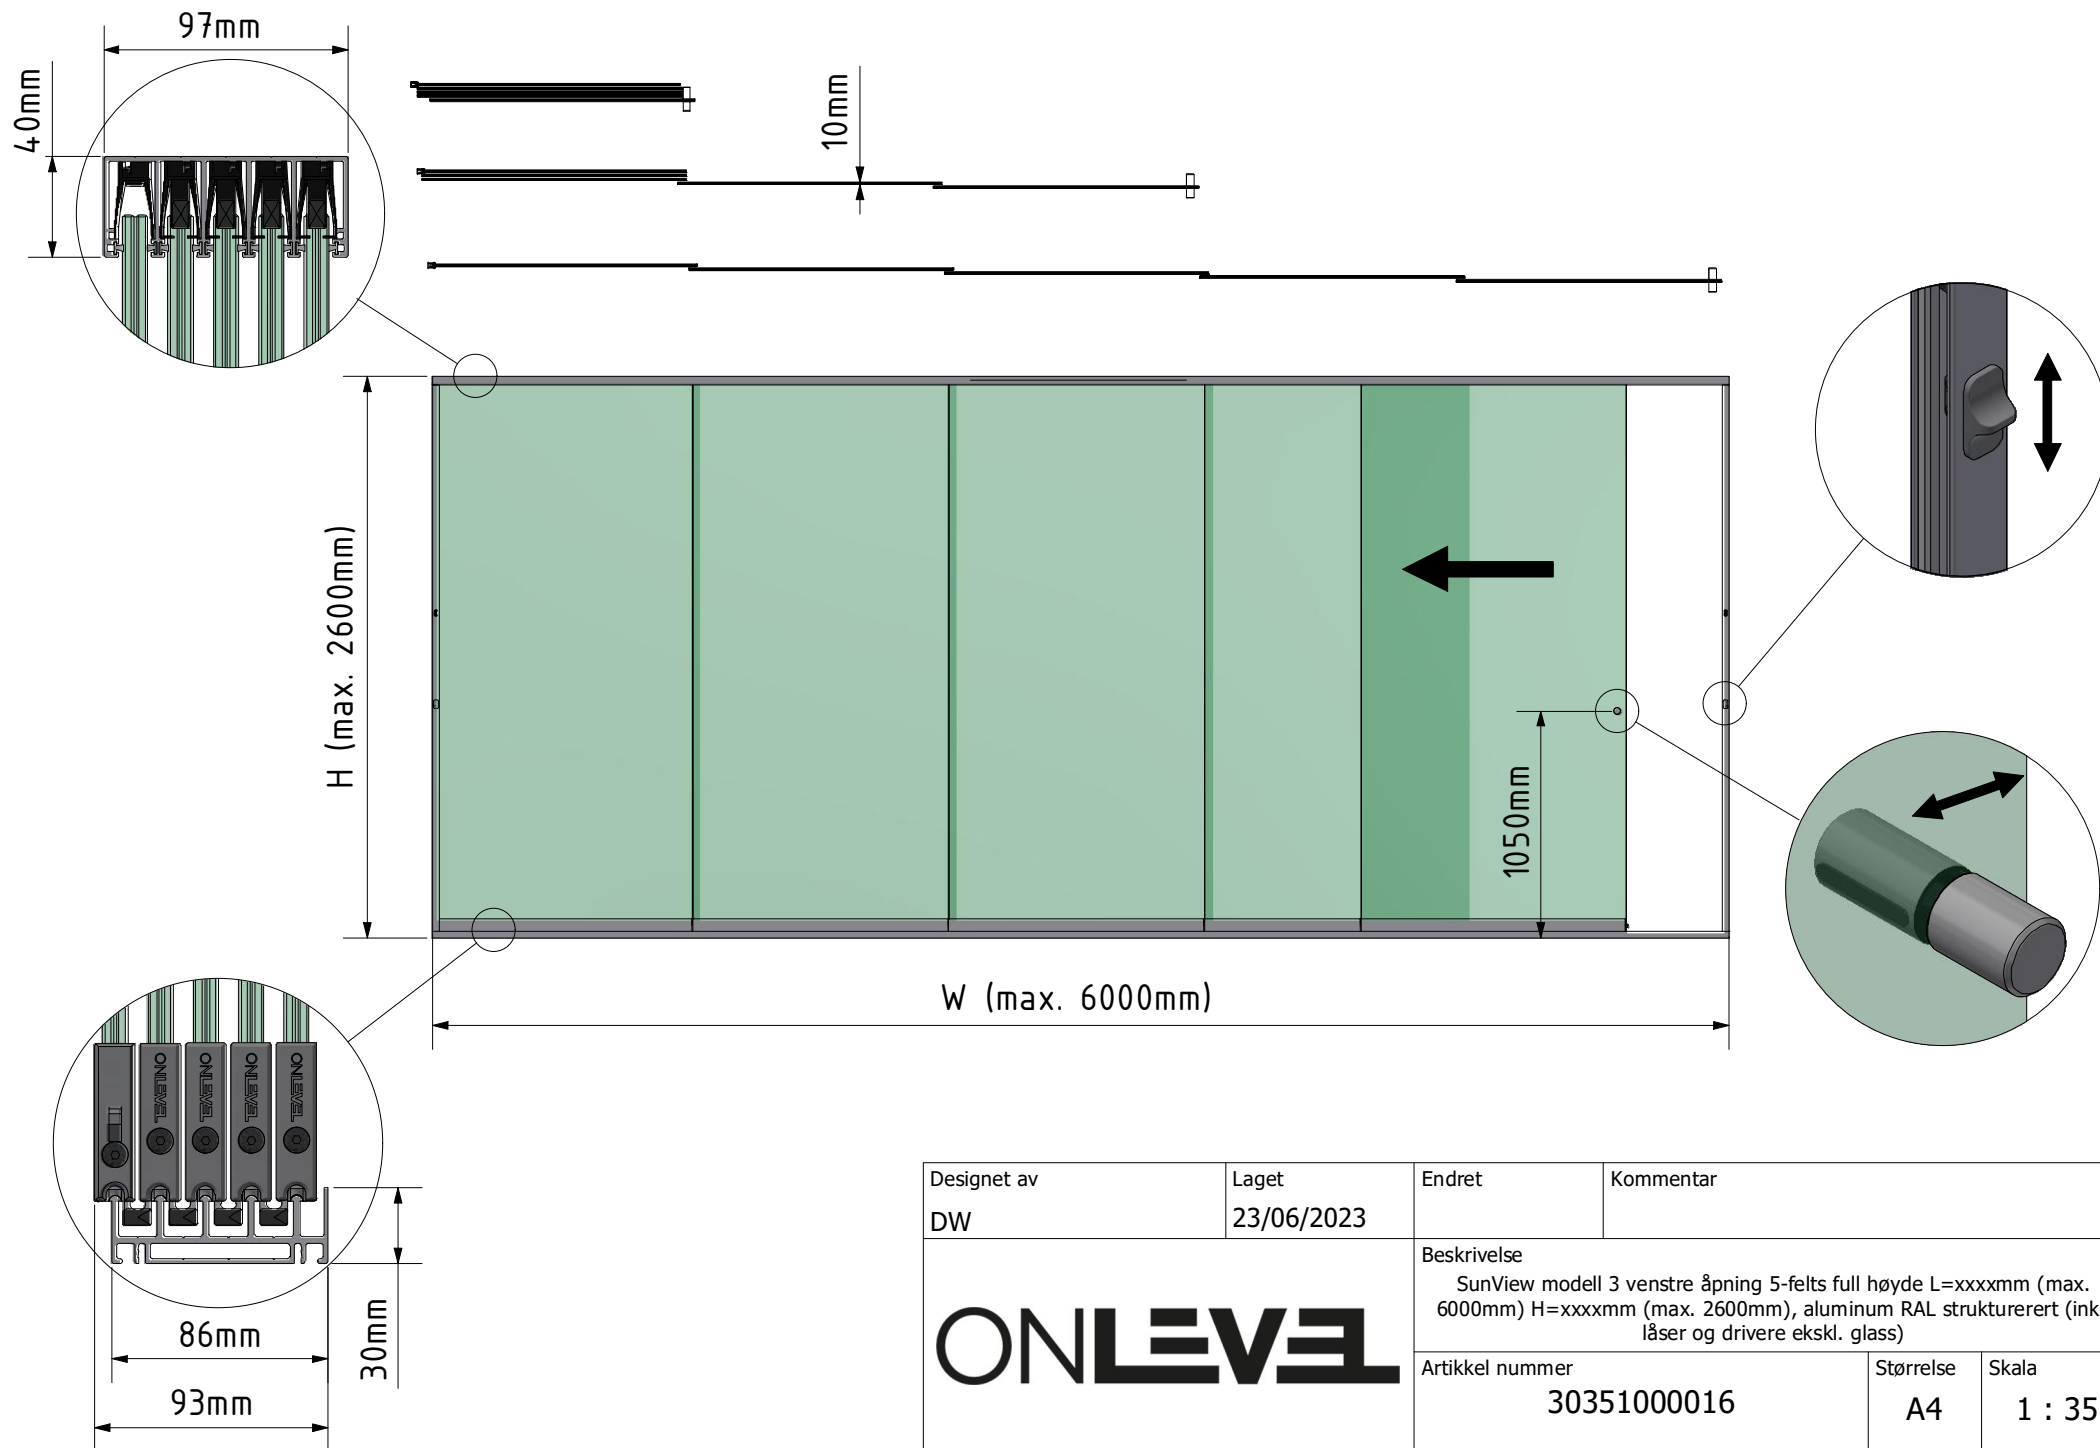 97mm
40mm
10mm
H (max. 2600mm)
1050mm
W (max. 6000mm)
ONLEVEL
ONLEVEL
ONLEVEL
ONLEVEL
86mm
93mm
30mm
Designet av
DW
Laget
23/06/2023
Endret
Kommentar
ONLEVEL
Beskrivelse
SunView modell 3 venstre åpning 5-felts full høyde L=xxxxmm (max.
6000mm) H=xxxxmm (max. 2600mm), aluminum RAL strukturerert (ink
låser og drivere ekskl. glass)
Artikkel nummer
30351000016
Størrelse
A4
Skala
1 : 35